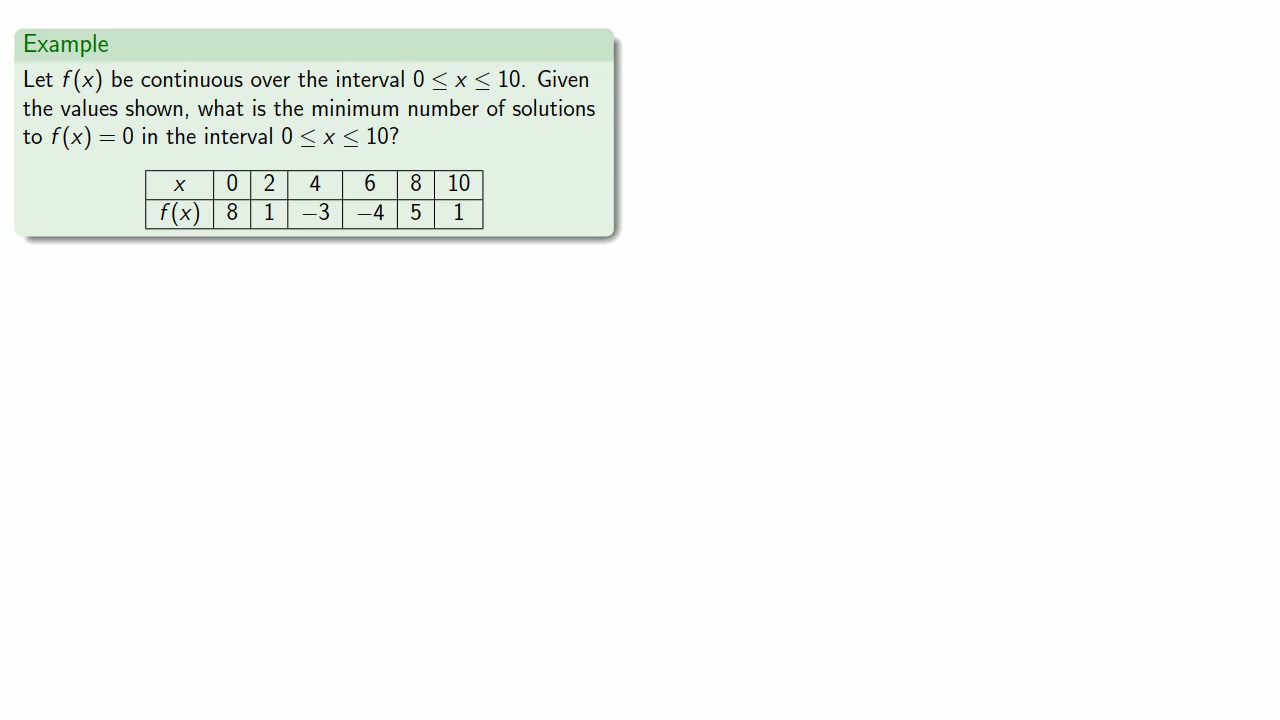 Example
Let f(x) be continuous over the interval 0 ≤ x ≤ 10. Given
the values shown, what is the minimum number of solutions
to f(x) = 0 in the interval 0 ≤ x ≤ 10?
x 0 2 4 6 8 10
f(x) 8 1 −3 −4 5 1